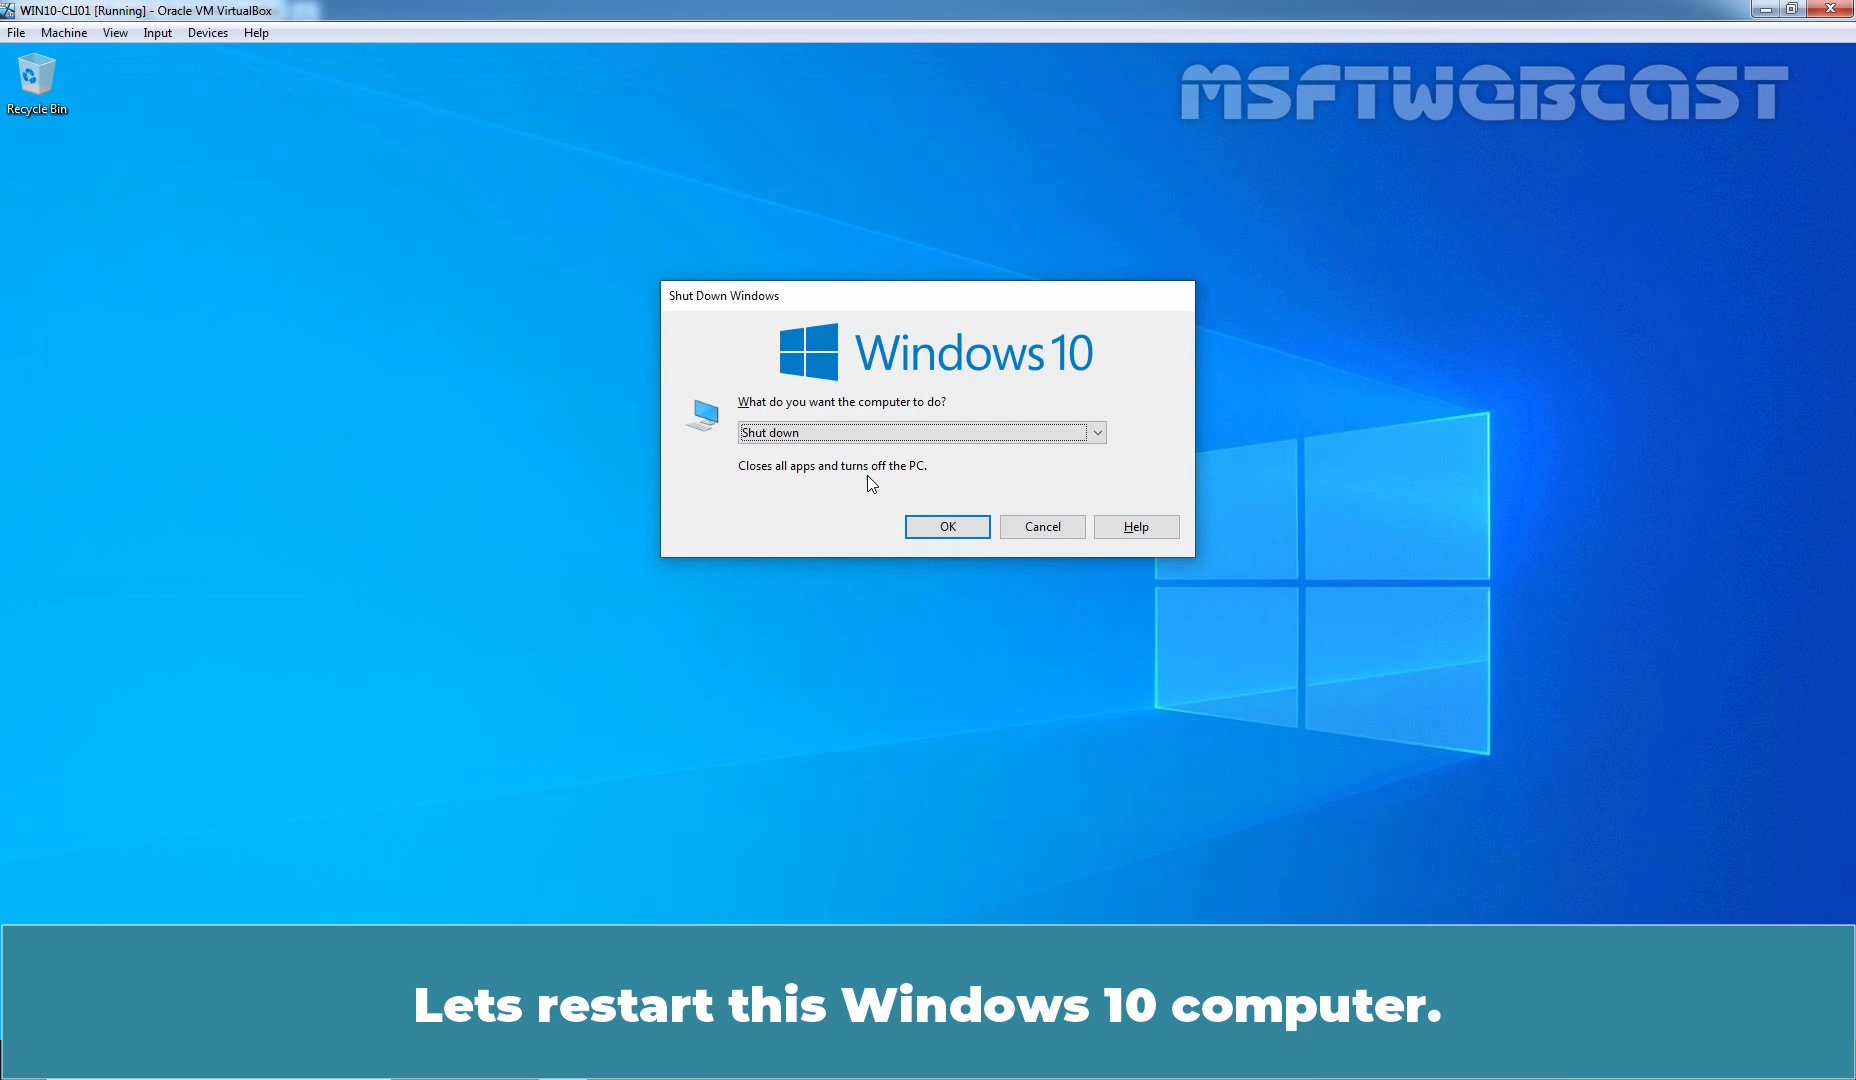 WIN10-CLI01 [Running] - Oracle VM VirtualBox
File Machine View Input Devices Help
MSFTWEBCAST
Recycle Bin
Shut Down Windows
Windows 10
What do you want the computer to do?
Shut down
Closes all apps and turns off the PC.
OK Cancel Help
Lets restart this Windows 10 computer.